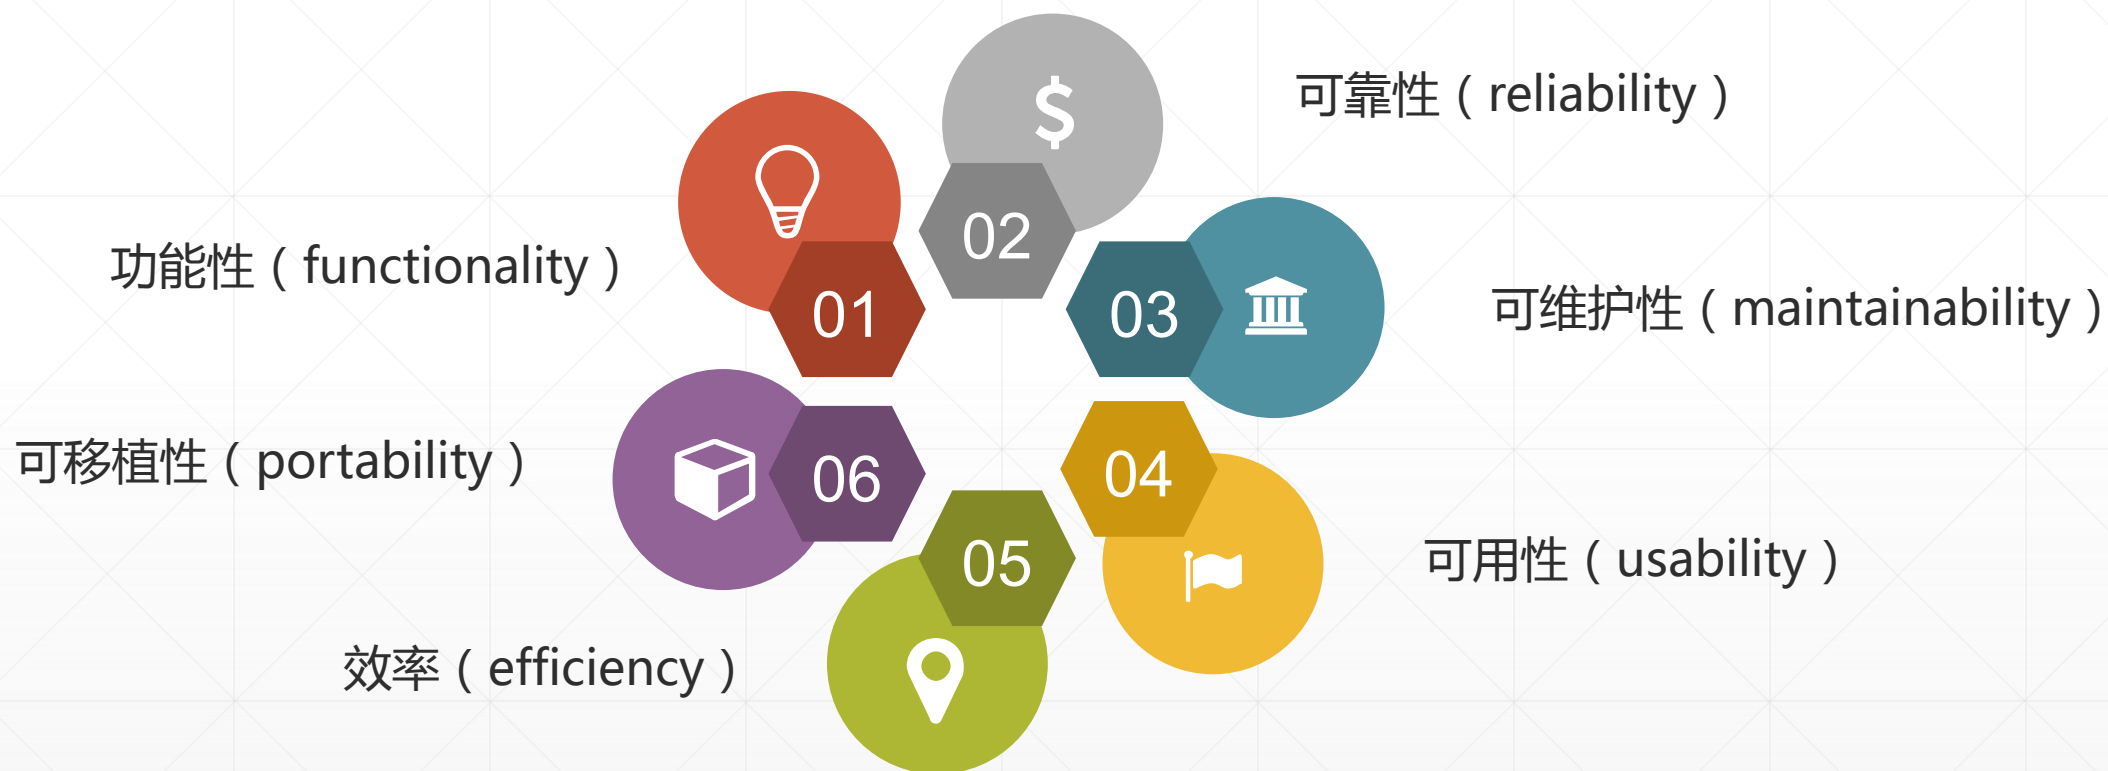 功能性（functionality）
01
可靠性（reliability）
02
可维护性（maintainability）
03
可用性（usability）
04
效率（efficiency）
05
可移植性（portability）
06
$